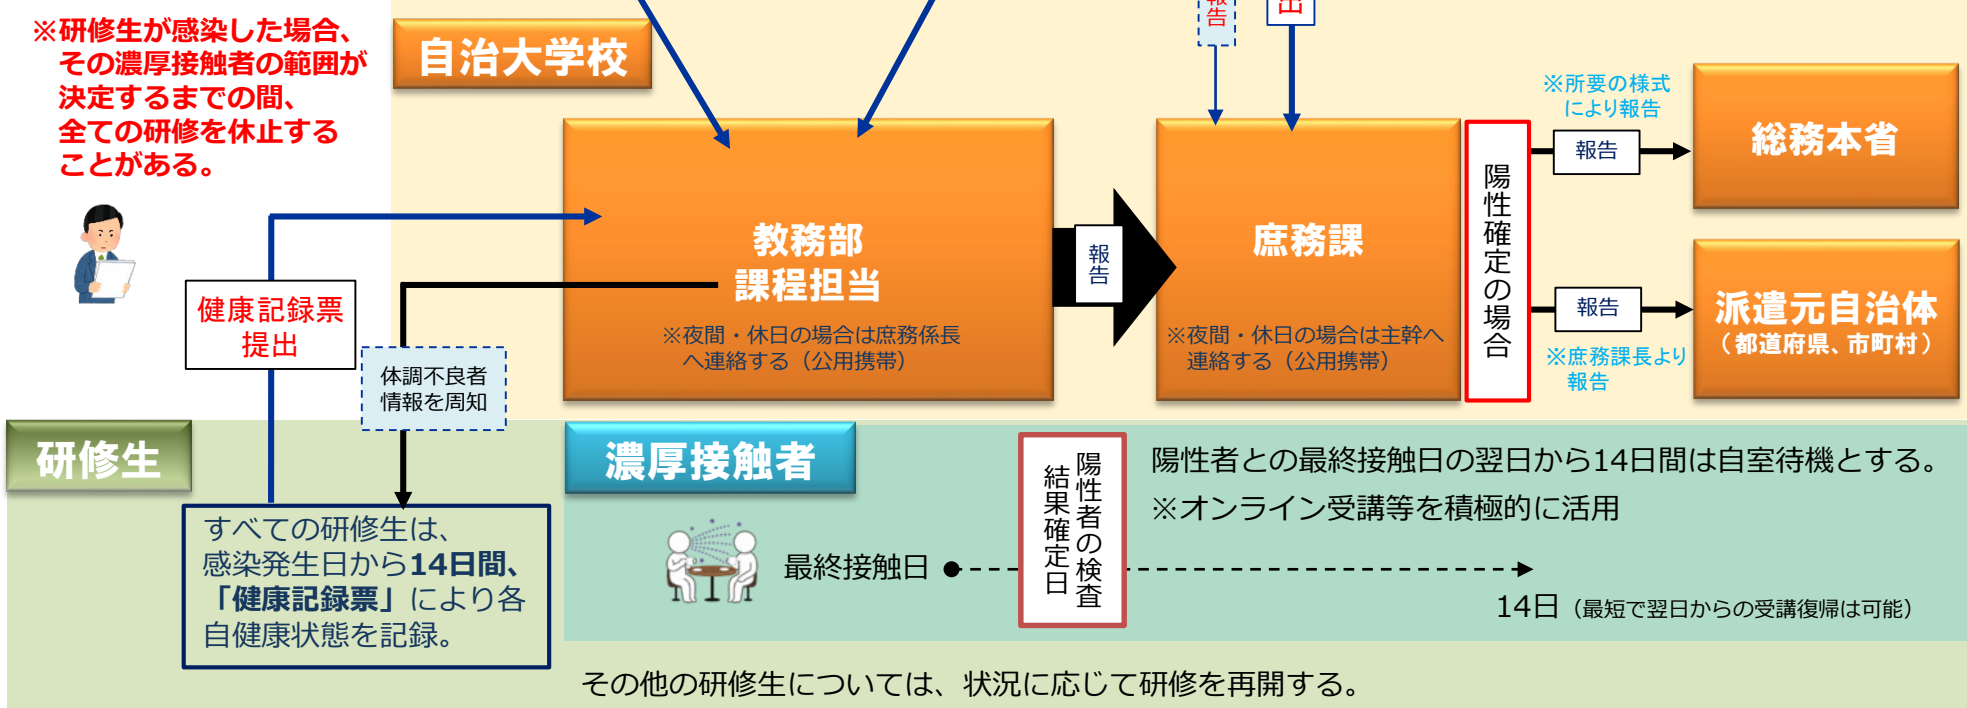 ※研修生が感染した場合、
その濃厚接触者の範囲が
決定するまでの間、
全ての研修を休止する
ことがある。
自治大学校
報告
出
教務部
課程担当
※夜間・休日の場合は庶務係長
へ連絡する（公用携帯）
報告
庶務課
※夜間・休日の場合は主幹へ
連絡する（公用携帯）
陽性確定の場合
※所要の様式
により報告
報告
総務本省
報告
※庶務課長より
報告
派遣元自治体
（都道府県、市町村）
健康記録票
提出
体調不良者
情報を周知
研修生
すべての研修生は、
感染発生日から14日間、
「健康記録票」により各
自健康状態を記録。
濃厚接触者
最終接触日
陽性者の検査
結果確定日
陽性者との最終接触日の翌日から14日間は自室待機とする。
※オンライン受講等を積極的に活用
14日（最短で翌日からの受講復帰は可能）
その他の研修生については、状況に応じて研修を再開する。